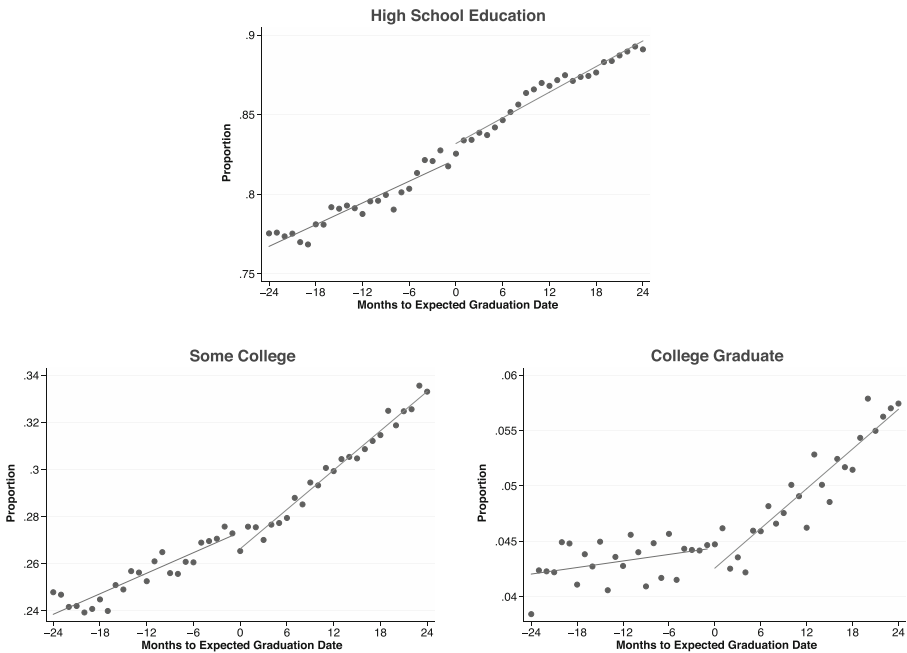 High School Education
.9
.85
.8
.75
Proportion
−24 −18 −12 −6 0 6 12 18 24
Months to Expected Graduation Date
Some College
.34
.32
.3
.28
.26
.24
Proportion
−24 −18 −12 −6 0 6 12 18 24
Months to Expected Graduation Date
College Graduate
.06
.055
.05
.045
.04
Proportion
−24 −18 −12 −6 0 6 12 18 24
Months to Expected Graduation Date